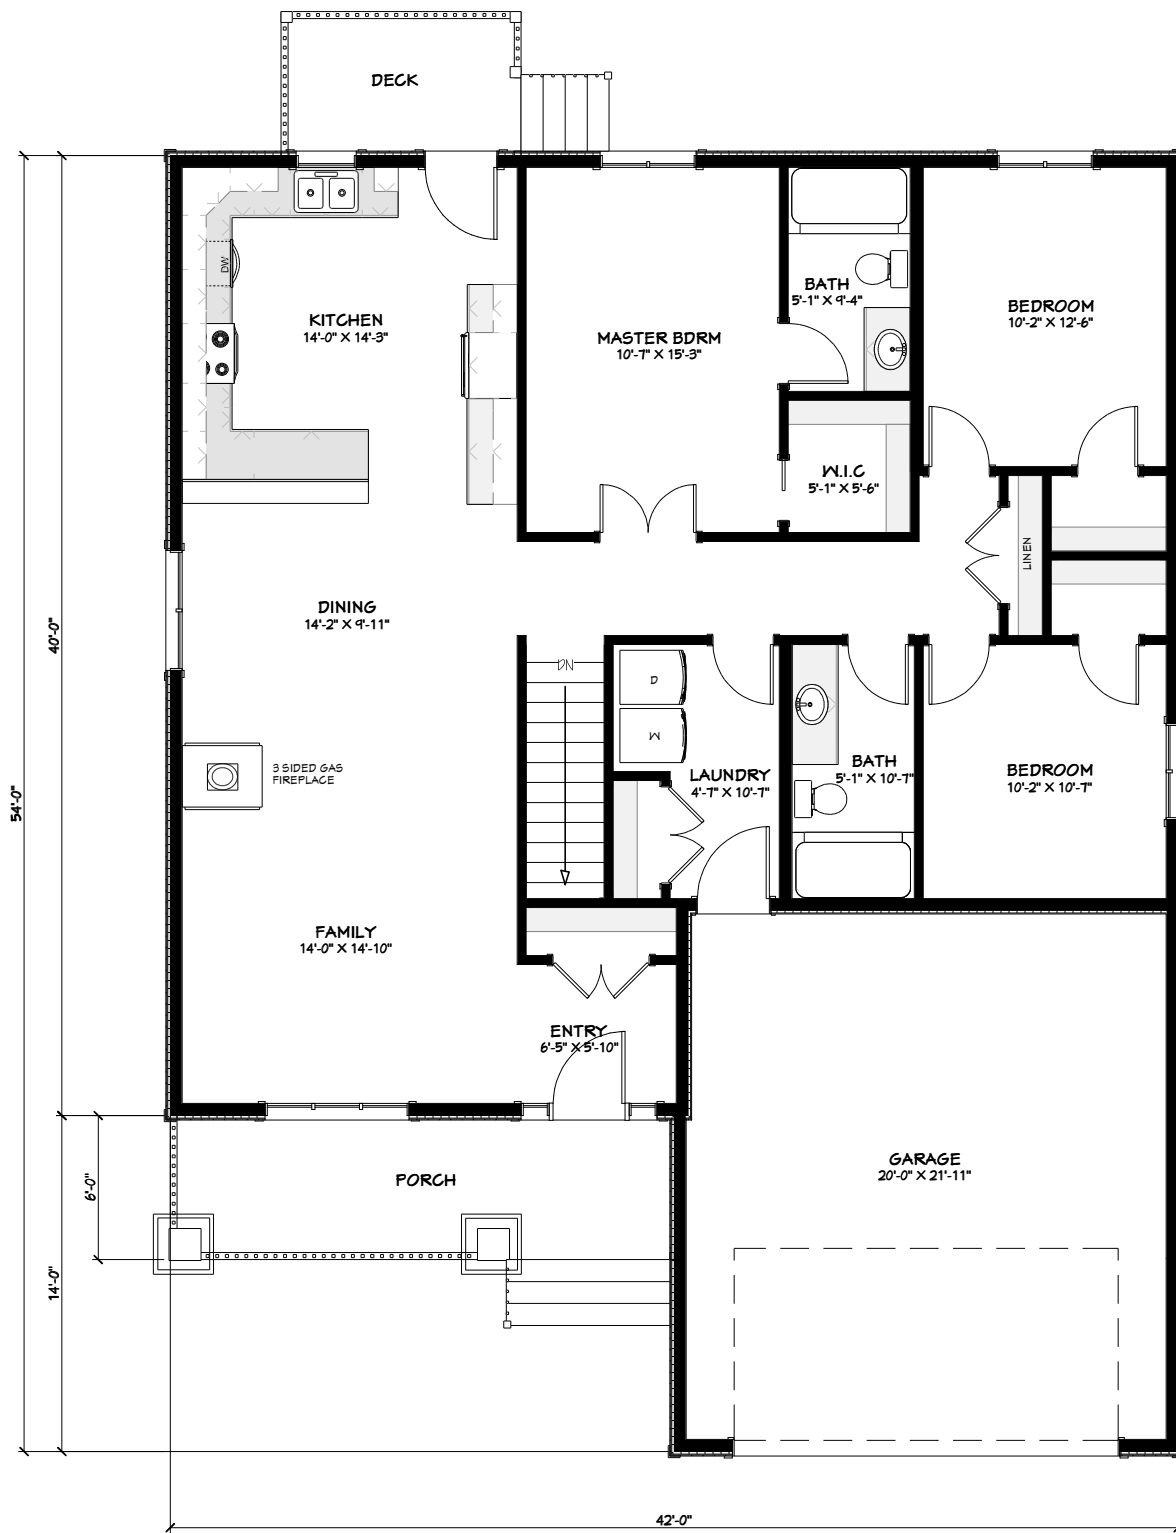 DECK
KITCHEN
14'-0" X 14'-3"
DW
MASTER BDRM
10'-7" X 15'-3"
BATH
5'-1" X 9'-4"
BEDROOM
10'-2" X 12'-6"
W.I.C
5'-1" X 5'-6"
LINEN
DINING
14'-2" X 9'-11"
40'-0"
54'-0"
DN
D
W
3 SIDED GAS
FIREPLACE
LAUNDRY
4'-7" X 10'-7"
BATH
5'-1" X 10'-7"
BEDROOM
10'-2" X 10'-7"
FAMILY
14'-0" X 14'-10"
ENTRY
6'-5" X 5'-10"
PORCH
6'-0"
14'-0"
GARAGE
20'-0" X 21'-11"
42'-0"